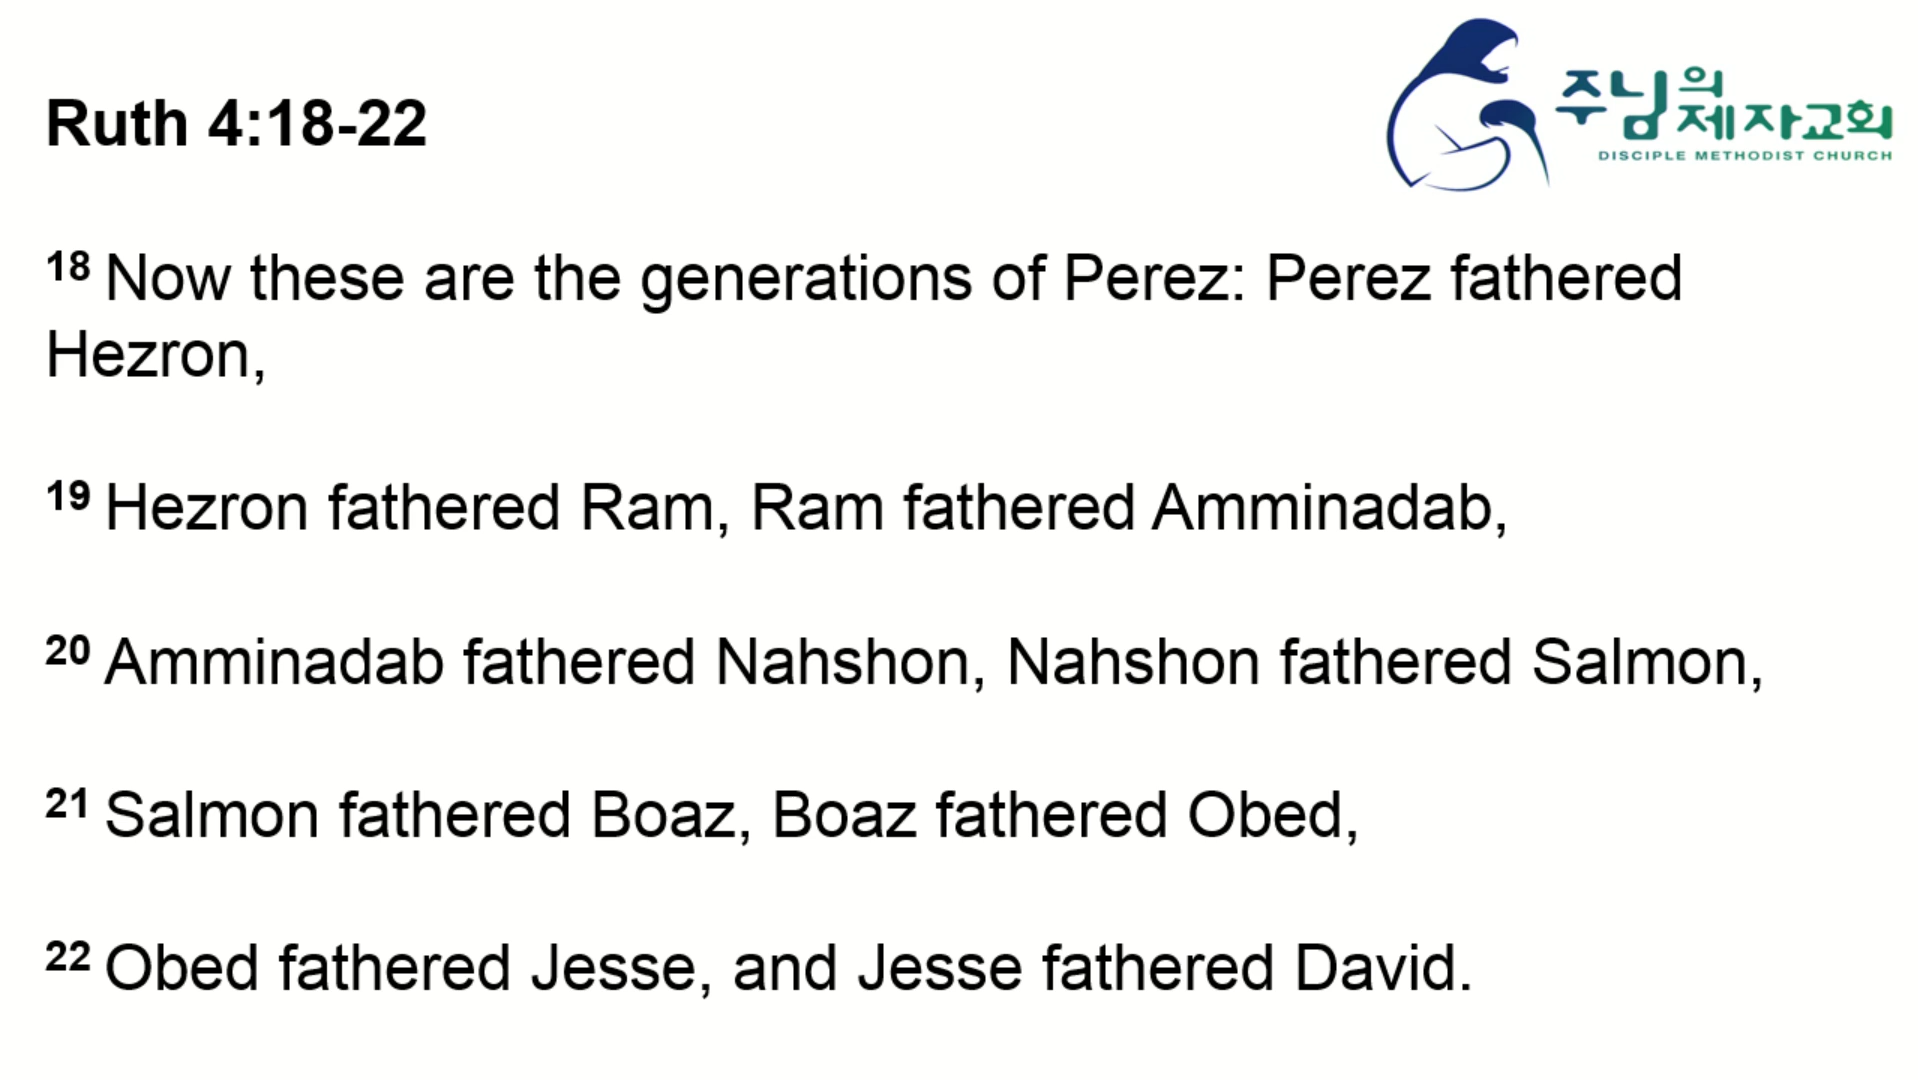 Ruth 4:18-22
주님의 제자교회
DISCIPLE METHODIST CHURCH
18 Now these are the generations of Perez: Perez fathered
Hezron,
19 Hezron fathered Ram, Ram fathered Amminadab,
20 Amminadab fathered Nahshon, Nahshon fathered Salmon,
21 Salmon fathered Boaz, Boaz fathered Obed,
22 Obed fathered Jesse, and Jesse fathered David.